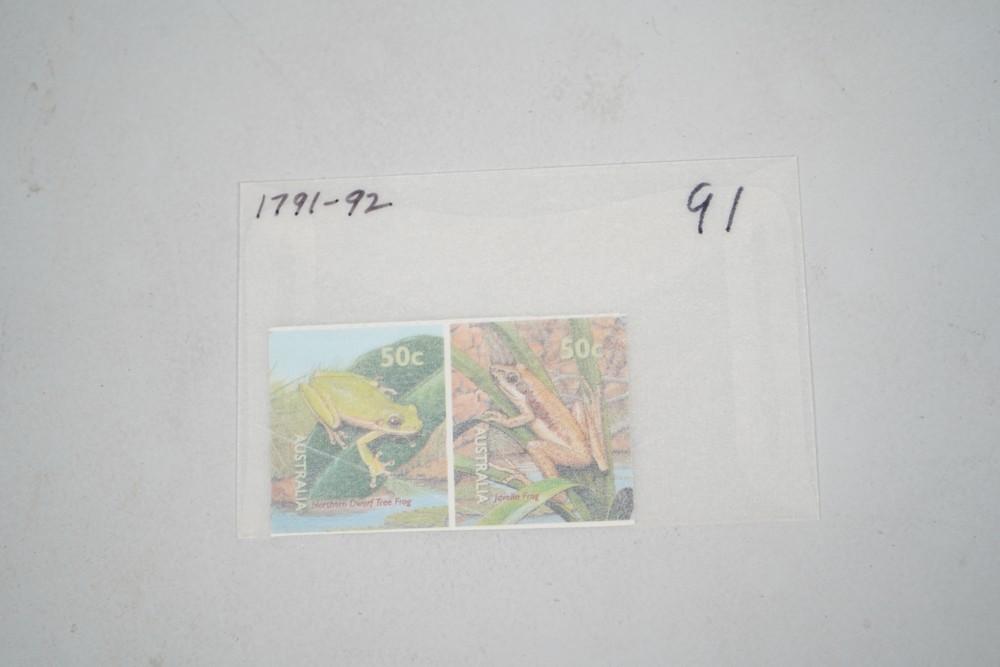 1791-92
91
50c
AUSTRALIA
Northern Dwarf Tree Frog
50c
AUSTRALIA
Javelin Frog